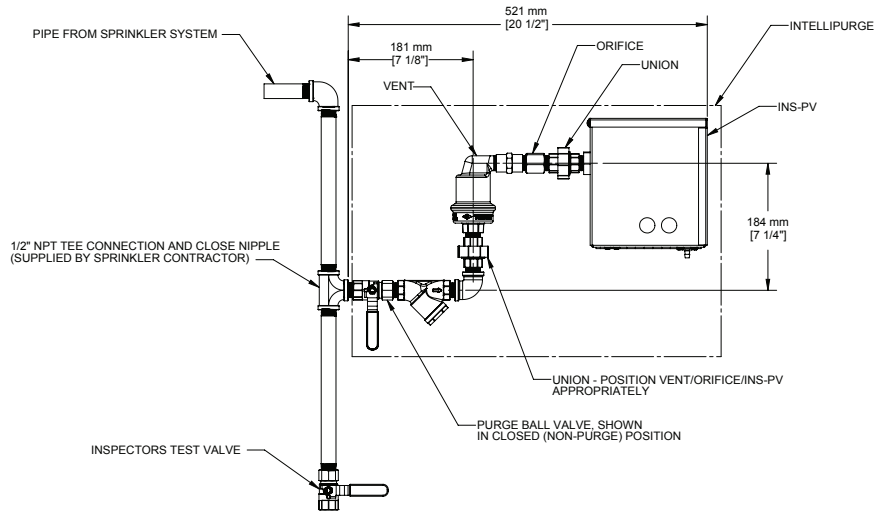 521 mm
[20 1/2"]
INTELLIPURGE
PIPE FROM SPRINKLER SYSTEM
181 mm
[7 1/8"]
ORIFICE
UNION
VENT
INS-PV
184 mm
[7 1/4"]
1/2" NPT TEE CONNECTION AND CLOSE NIPPLE
(SUPPLIED BY SPRINKLER CONTRACTOR)
UNION - POSITION VENT/ORIFICE/INS-PV
APPROPRIATELY
PURGE BALL VALVE, SHOWN
IN CLOSED (NON-PURGE) POSITION
INSPECTORS TEST VALVE